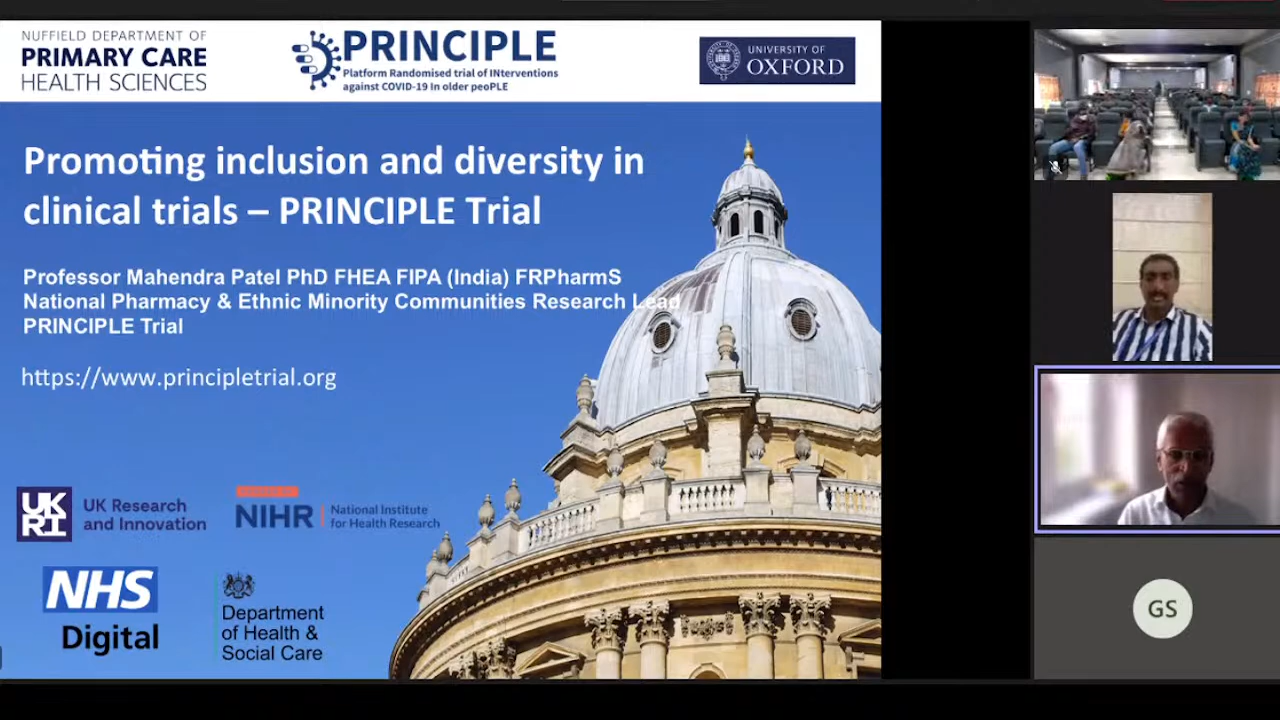 NUFFIELD DEPARTMENT OF
PRIMARY CARE
HEALTH SCIENCES
PRINCIPLE
Platform Randomised trial of INterventions
against COVID-19 In older peoPLE
UNIVERSITY OF
OXFORD
Promoting inclusion and diversity in
clinical trials – PRINCIPLE Trial
Professor Mahendra Patel PhD FHEA FIPA (India) FRPharmS
National Pharmacy & Ethnic Minority Communities Research Lead
PRINCIPLE Trial
https://www.principletrial.org
UK
RI
UK Research
and Innovation
NIHR
National Institute
for Health Research
NHS
Digital
Department
of Health &
Social Care
GS